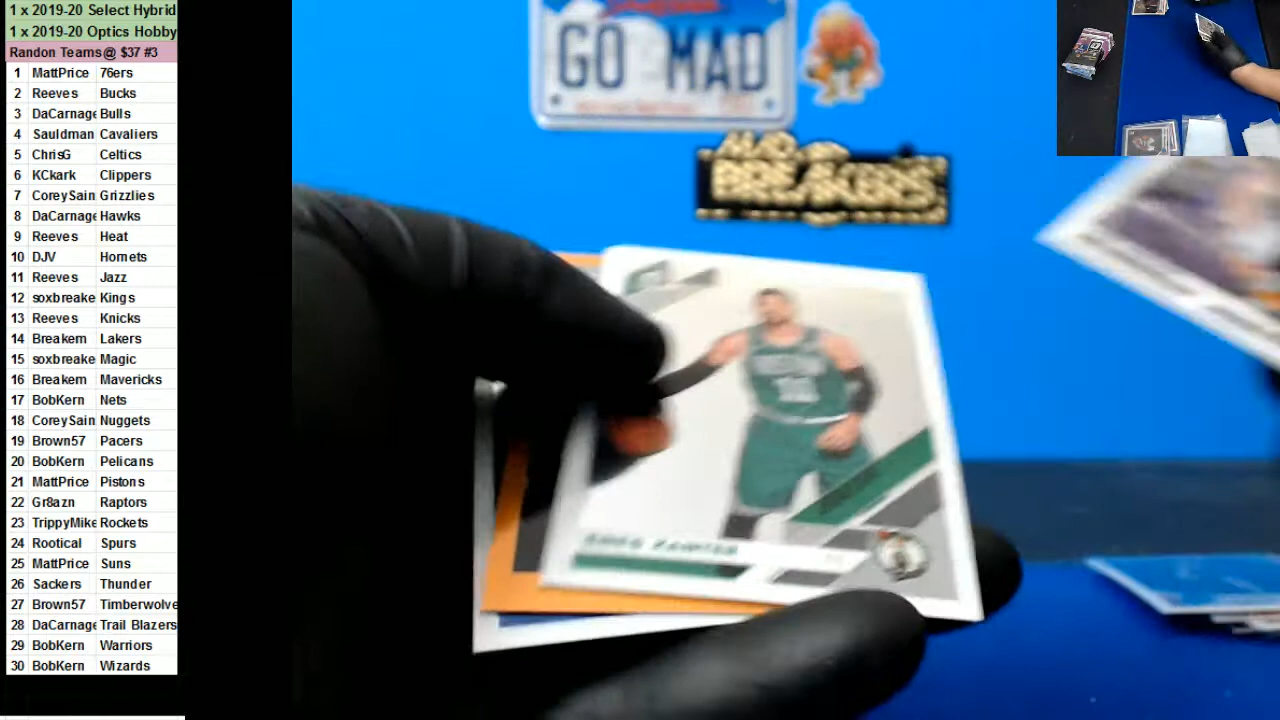 1 x 2019-20 Select Hybrid
1 x 2019-20 Optics Hobby
Randon Teams@ $37 #3
1 MattPrice 76ers
2 Reeves Bucks
3 DaCarnage Bulls
4 Sauldman Cavaliers
5 ChrisG Celtics
6 KCkark Clippers
7 CoreySain Grizzlies
8 DaCarnage Hawks
9 Reeves Heat
10 DJV Hornets
11 Reeves Jazz
12 soxbreake Kings
13 Reeves Knicks
14 Breakern Lakers
15 soxbreake Magic
16 Breakern Mavericks
17 BobKern Nets
18 CoreySain Nuggets
19 Brown57 Pacers
20 BobKern Pelicans
21 MattPrice Pistons
22 Gr8azn Raptors
23 TrippyMike Rockets
24 Rootical Spurs
25 MattPrice Suns
26 Sackers Thunder
27 Brown57 Timberwolve
28 DaCarnage Trail Blazers
29 BobKern Warriors
30 BobKern Wizards
GO MAD
MAD
BREAKERS
ENES KANTER